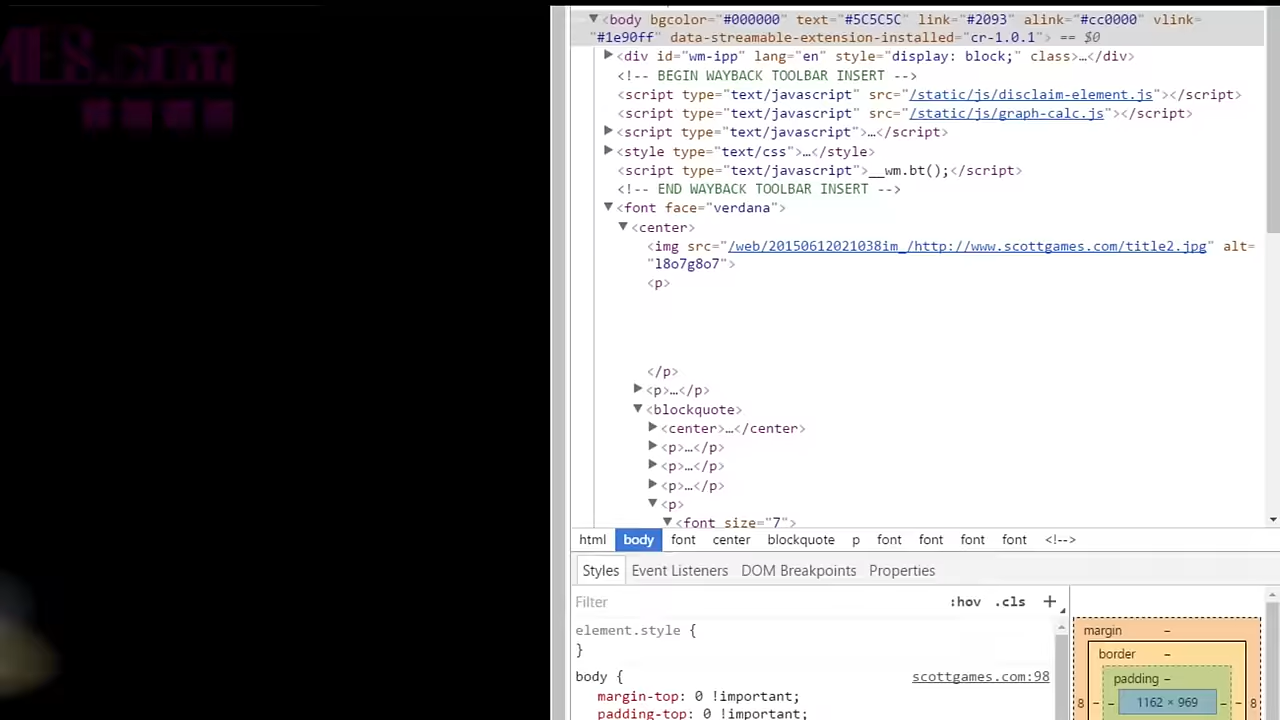 ▼<body bgcolor="#000000" text="#5C5C5C" link="#2093" alink="#cc0000" vlink=
"#1e90ff" data-streamable-extension-installed="cr-1.0.1"> == $0
▶<div id="wm-ipp" lang="en" style="display: block;" class>…</div>
<!-- BEGIN WAYBACK TOOLBAR INSERT -->
<script type="text/javascript" src="/static/js/disclaim-element.js"></script>
<script type="text/javascript" src="/static/js/graph-calc.js"></script>
▶<script type="text/javascript">…</script>
▶<style type="text/css">…</style>
<script type="text/javascript">__wm.bt();</script>
<!-- END WAYBACK TOOLBAR INSERT -->
▼<font face="verdana">
▼<center>
<img src="/web/20150612021038im_/http://www.scottgames.com/title2.jpg" alt=
"l8o7g8o7">
<p>
</p>
▶<p>…</p>
▼<blockquote>
▶<center>…</center>
▶<p>…</p>
▶<p>…</p>
▶<p>…</p>
▼<p>
▼<font size="7">
html body font center blockquote p font font font font <!-->
Styles Event Listeners DOM Breakpoints Properties
Filter :hov .cls +
element.style {
}
body { scottgames.com:98
margin-top: 0 !important;
padding-top: 0 !important;
margin –
border –
padding –
8 – – 1162 × 969 – – 8